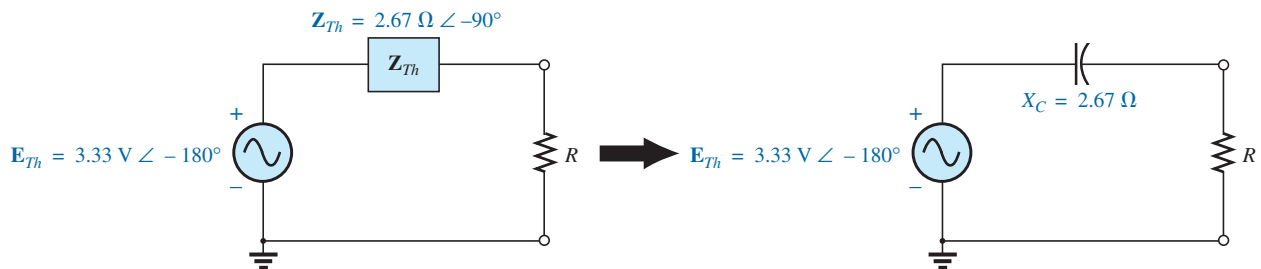 Z_Th = 2.67 Ω ∠ –90°
Z_Th
+
E_Th = 3.33 V ∠ – 180°
–
R
X_C = 2.67 Ω
+
E_Th = 3.33 V ∠ – 180°
–
R